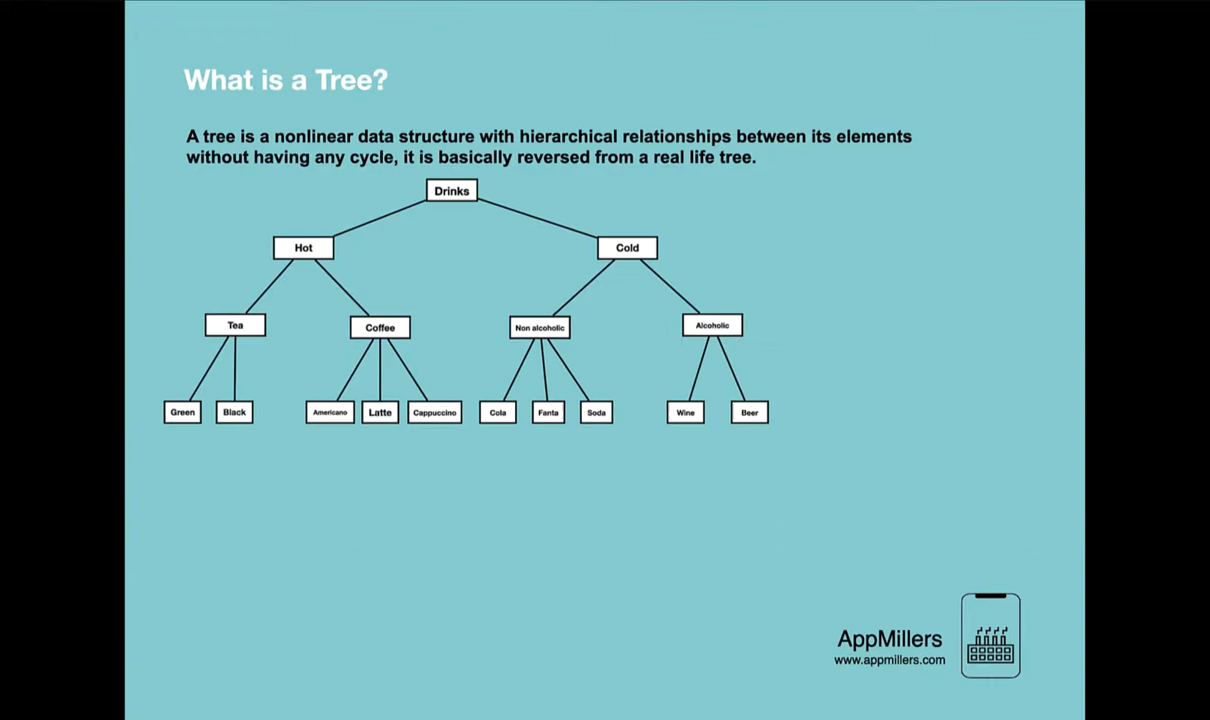 What is a Tree?
A tree is a nonlinear data structure with hierarchical relationships between its elements
without having any cycle, it is basically reversed from a real life tree.
Drinks
Hot
Cold
Tea
Coffee
Non alcoholic
Alcoholic
Green
Black
Americano
Latte
Cappuccino
Cola
Fanta
Soda
Wine
Beer
AppMillers
www.appmillers.com